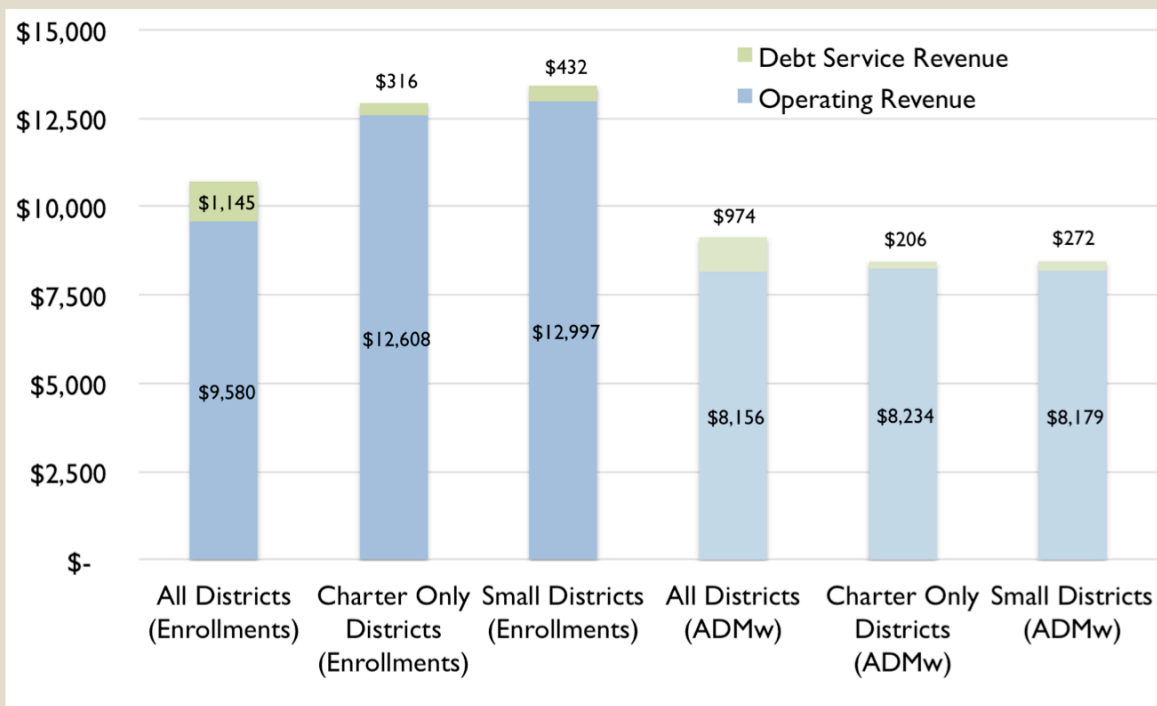 $15,000
$12,500
$10,000
$7,500
$5,000
$2,500
$-
Debt Service Revenue
Operating Revenue
$1,145
$9,580
$316
$12,608
$432
$12,997
$974
$8,156
$206
$8,234
$272
$8,179
All Districts
(Enrollments)
Charter Only
Districts
(Enrollments)
Small Districts
(Enrollments)
All Districts
(ADMw)
Charter Only
Districts
(ADMw)
Small Districts
(ADMw)